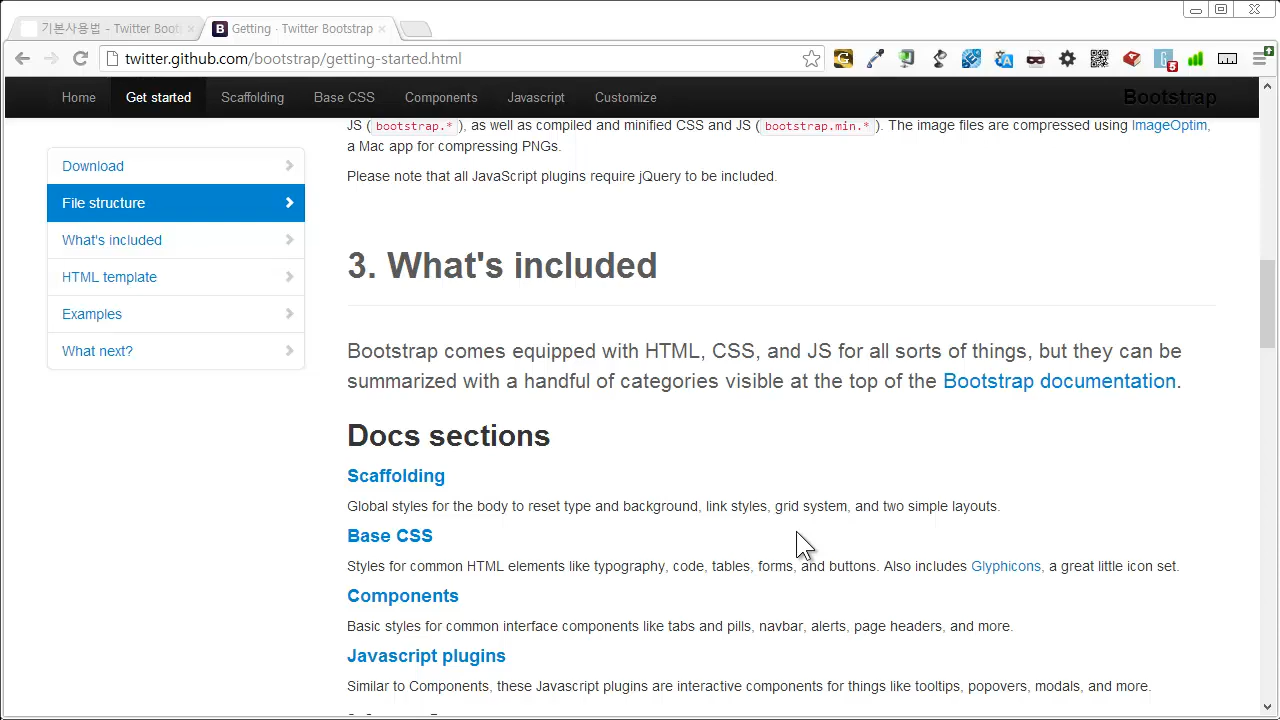 기본사용법 - Twitter Boot
Getting · Twitter Bootstrap
twitter.github.com/bootstrap/getting-started.html
5
Home
Get started
Scaffolding
Base CSS
Components
Javascript
Customize
Bootstrap
Download
File structure
What's included
HTML template
Examples
What next?
JS ( bootstrap.* ), as well as compiled and minified CSS and JS ( bootstrap.min.* ). The image files are compressed using ImageOptim,
a Mac app for compressing PNGs.
Please note that all JavaScript plugins require jQuery to be included.
3. What's included
Bootstrap comes equipped with HTML, CSS, and JS for all sorts of things, but they can be
summarized with a handful of categories visible at the top of the Bootstrap documentation.
Docs sections
Scaffolding
Global styles for the body to reset type and background, link styles, grid system, and two simple layouts.
Base CSS
Styles for common HTML elements like typography, code, tables, forms, and buttons. Also includes Glyphicons, a great little icon set.
Components
Basic styles for common interface components like tabs and pills, navbar, alerts, page headers, and more.
Javascript plugins
Similar to Components, these Javascript plugins are interactive components for things like tooltips, popovers, modals, and more.